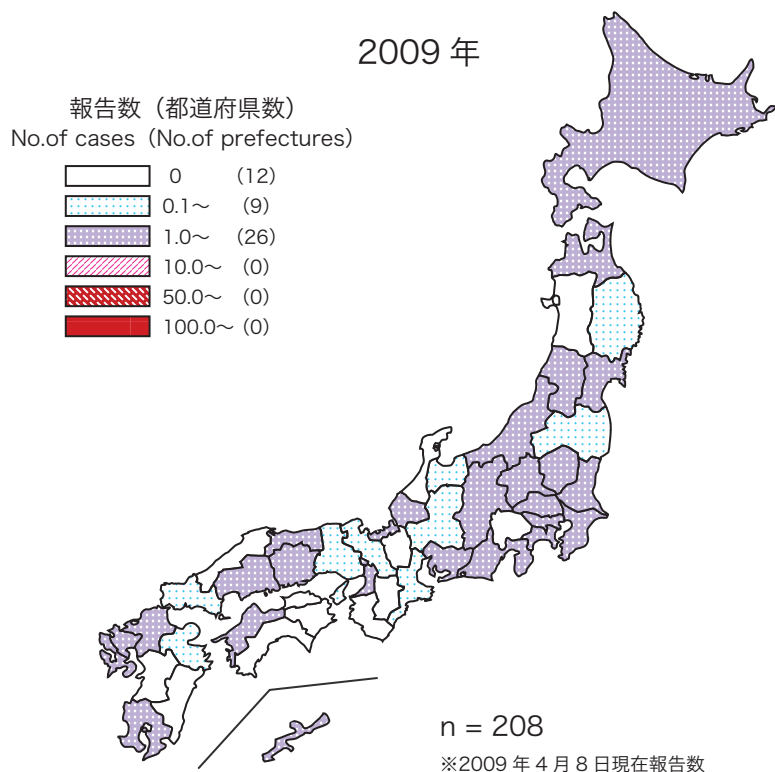 2009 年
報告数（都道府県数）
No.of cases（No.of prefectures）
0 (12)
0.1〜 (9)
1.0〜 (26)
10.0〜 (0)
50.0〜 (0)
100.0〜 (0)
n = 208
※2009 年 4 月 8 日現在報告数